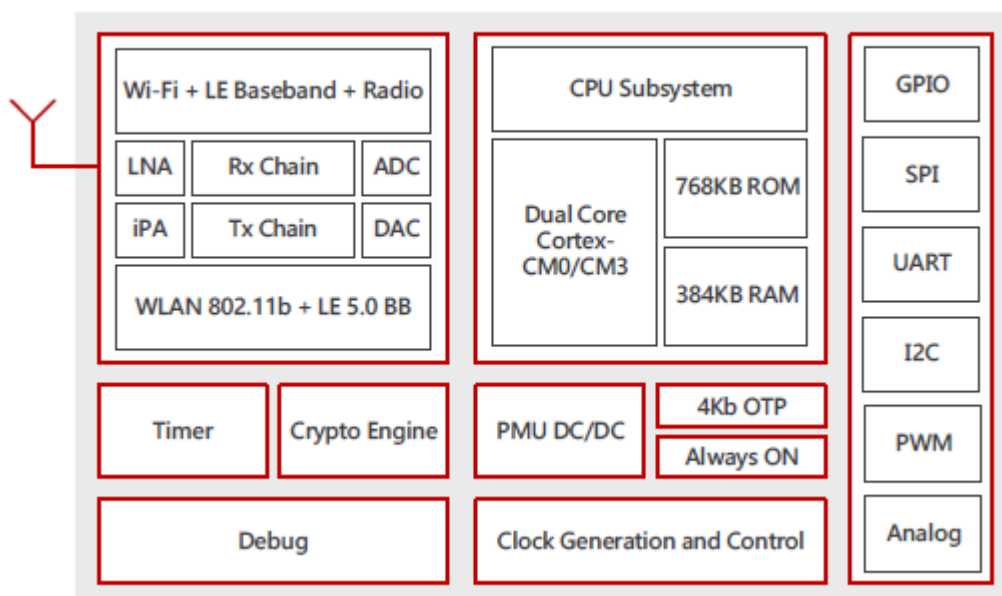 Wi-Fi + LE Baseband + Radio
LNA
Rx Chain
ADC
iPA
Tx Chain
DAC
WLAN 802.11b + LE 5.0 BB
CPU Subsystem
Dual Core
Cortex-
CM0/CM3
768KB ROM
384KB RAM
GPIO
SPI
UART
I2C
PWM
Analog
Timer
Crypto Engine
PMU DC/DC
4Kb OTP
Always ON
Debug
Clock Generation and Control